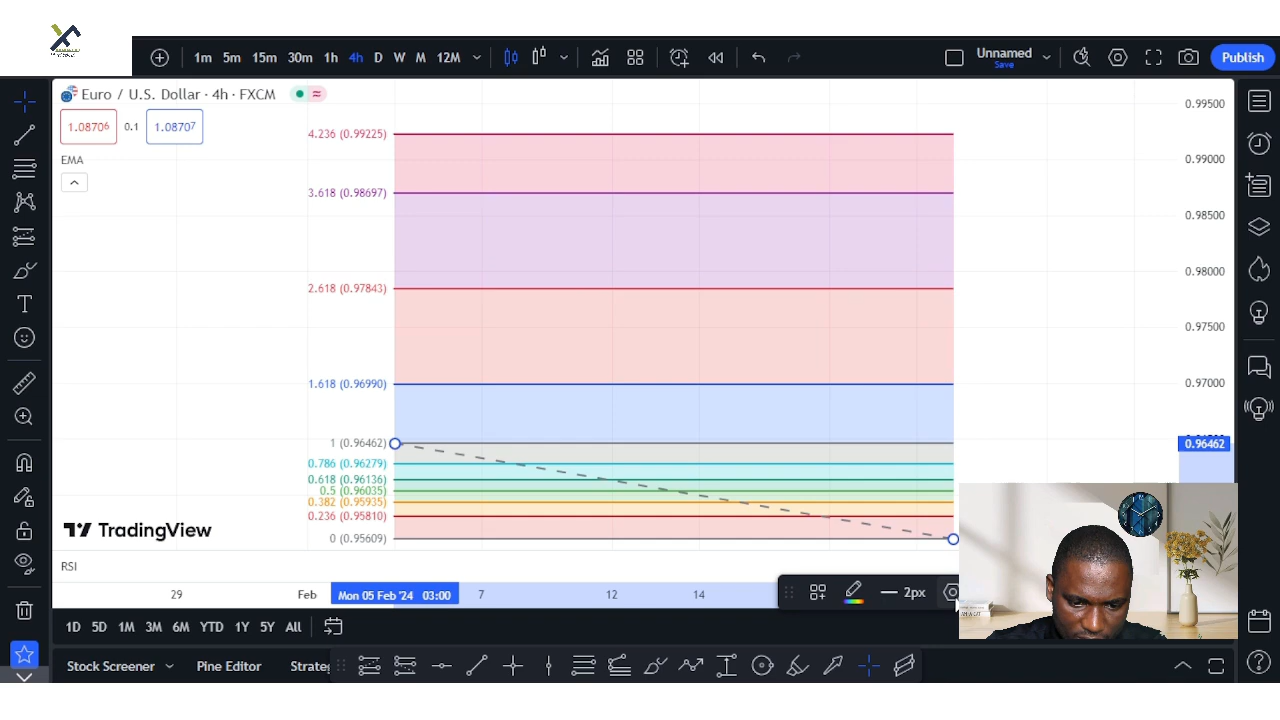 1m 5m 15m 30m 1h 4h D W M 12M Unnamed Save Publish
Euro / U.S. Dollar · 4h · FXCM
1.08706 0.1 1.08707
EMA
4.236 (0.99225)
3.618 (0.98697)
2.618 (0.97843)
1.618 (0.96990)
1 (0.96462)
0.786 (0.96279)
0.618 (0.96136)
0.5 (0.96035)
0.382 (0.95935)
0.236 (0.95810)
0 (0.95609)
0.99500
0.99000
0.98500
0.98000
0.97500
0.97000
0.96462
TradingView
RSI
29 Feb Mon 05 Feb '24 03:00 7 12 14
2px
1D 5D 1M 3M 6M YTD 1Y 5Y All
Stock Screener Pine Editor Strate